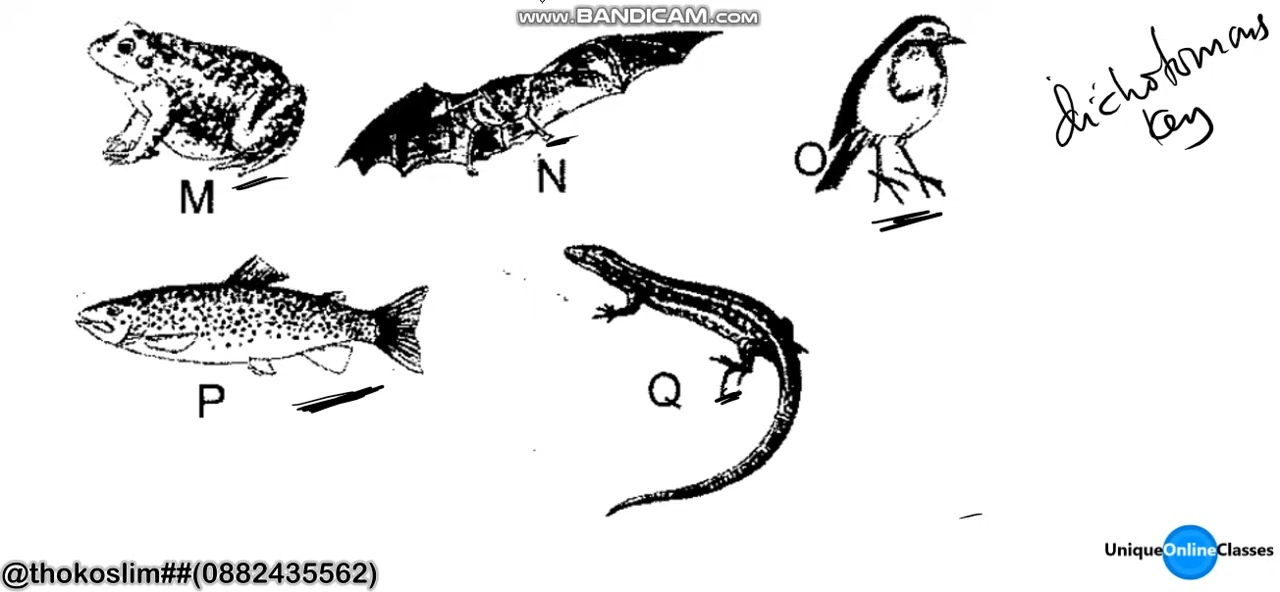 www.BANDICAM.com
dichotomous
key
M
N
O
P
Q
UniqueOnlineClasses
@thokoslim##(0882435562)